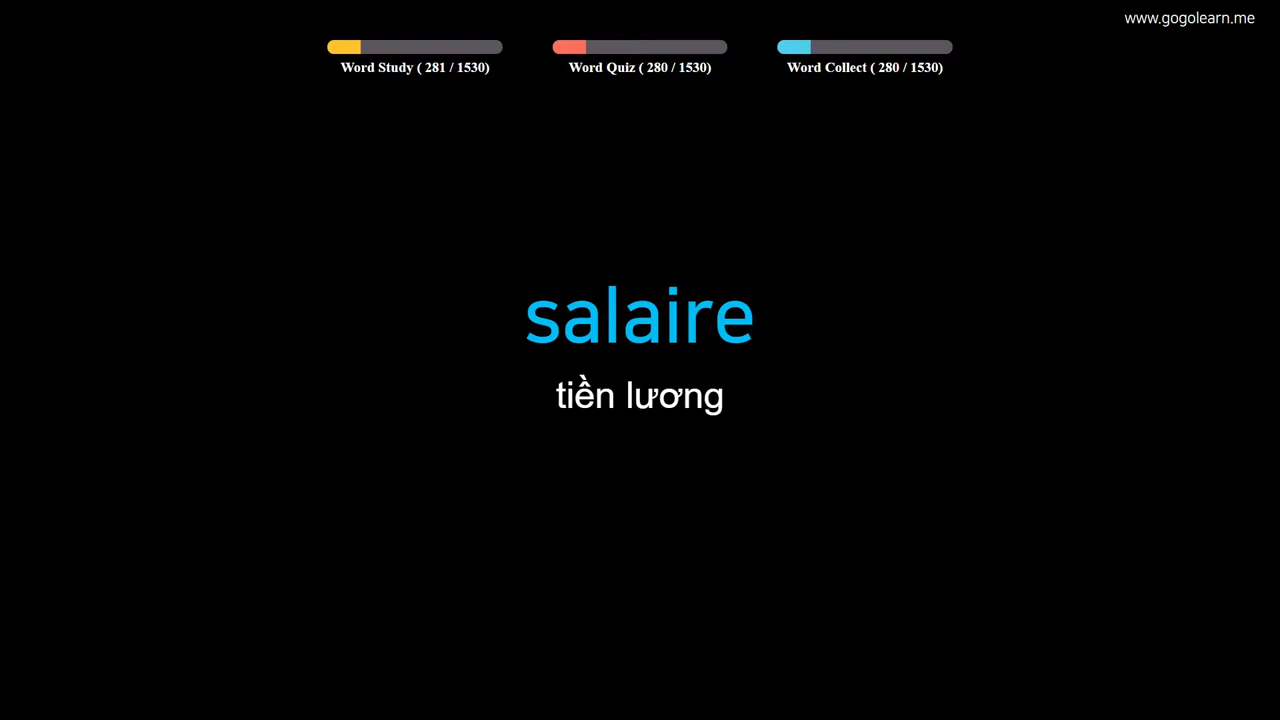 www.gogolearn.me
Word Study ( 281 / 1530)
Word Quiz ( 280 / 1530)
Word Collect ( 280 / 1530)
salaire
tiền lương